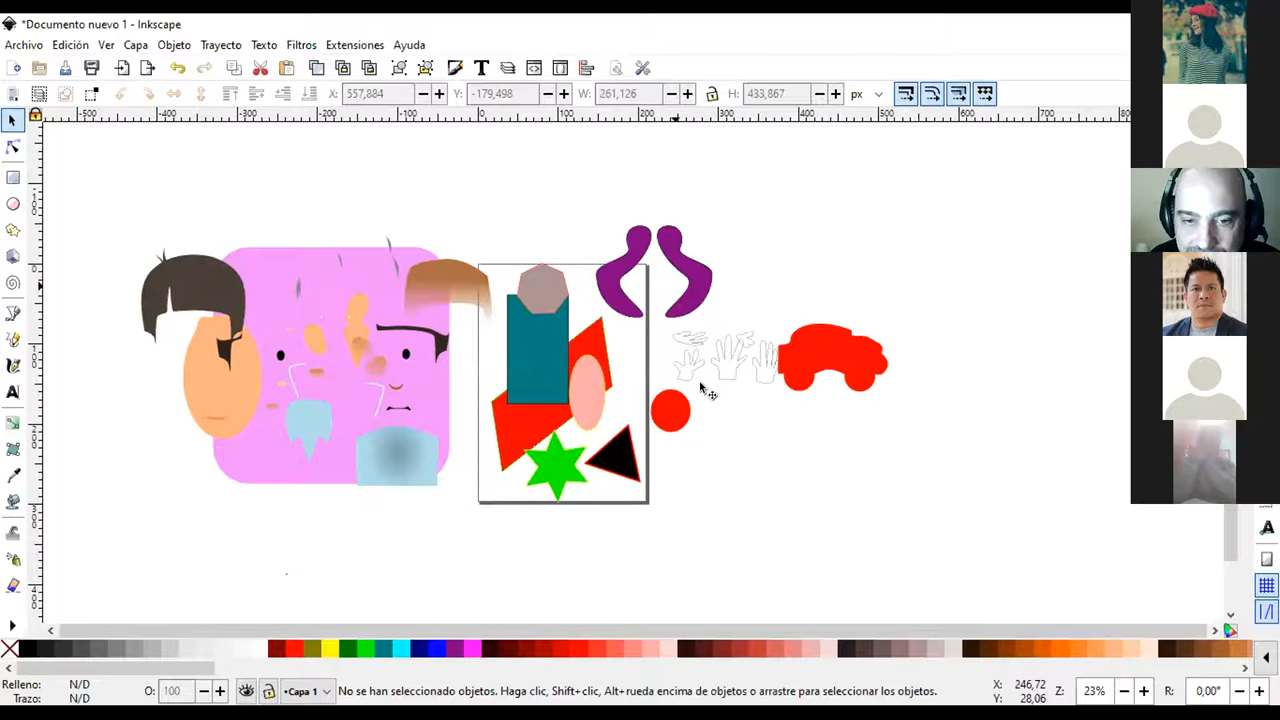 *Documento nuevo 1 - Inkscape
Archivo Edición Ver Capa Objeto Trayecto Texto Filtros Extensiones Ayuda
X: 557,884 Y: -179,498 W: 261,126 H: 433,867 px
-500 -400 -300 -200 -100 0 100 200 300 400 500 600 700
Relleno: N/D O: 100 •Capa 1 No se han seleccionado objetos. Haga clic, Shift+clic, Alt+rueda encima de objetos o arrastre para seleccionar los objetos. X: 246,72 Z: 23% R: 0,00°
Trazo: N/D Y: 28,06